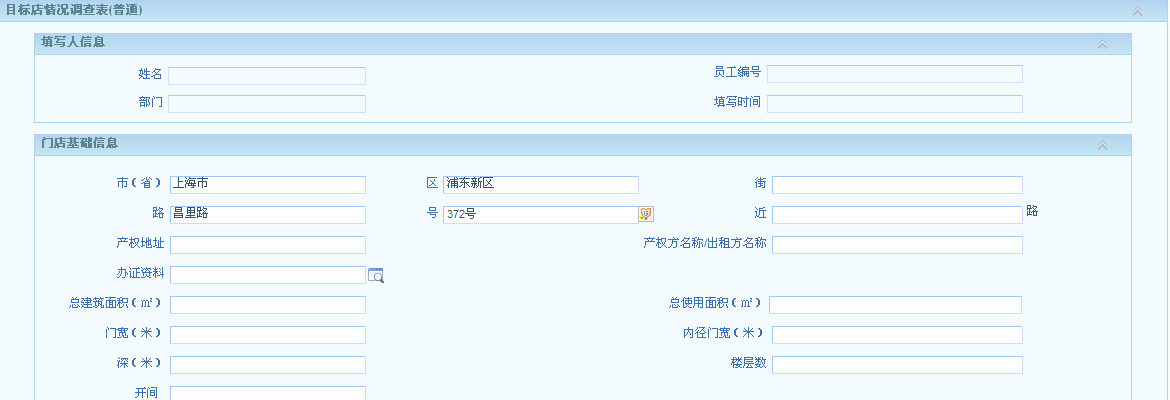 目标店情况调查表(普通)
填写人信息
姓名 员工编号
部门 填写时间
门店基础信息
市（省） 上海市 区 浦东新区 街
路 昌里路 号 372号 近 路
产权地址 产权方名称/出租方名称
办证资料
总建筑面积（㎡） 总使用面积（㎡）
门宽（米） 内径门宽（米）
深（米） 楼层数
开间